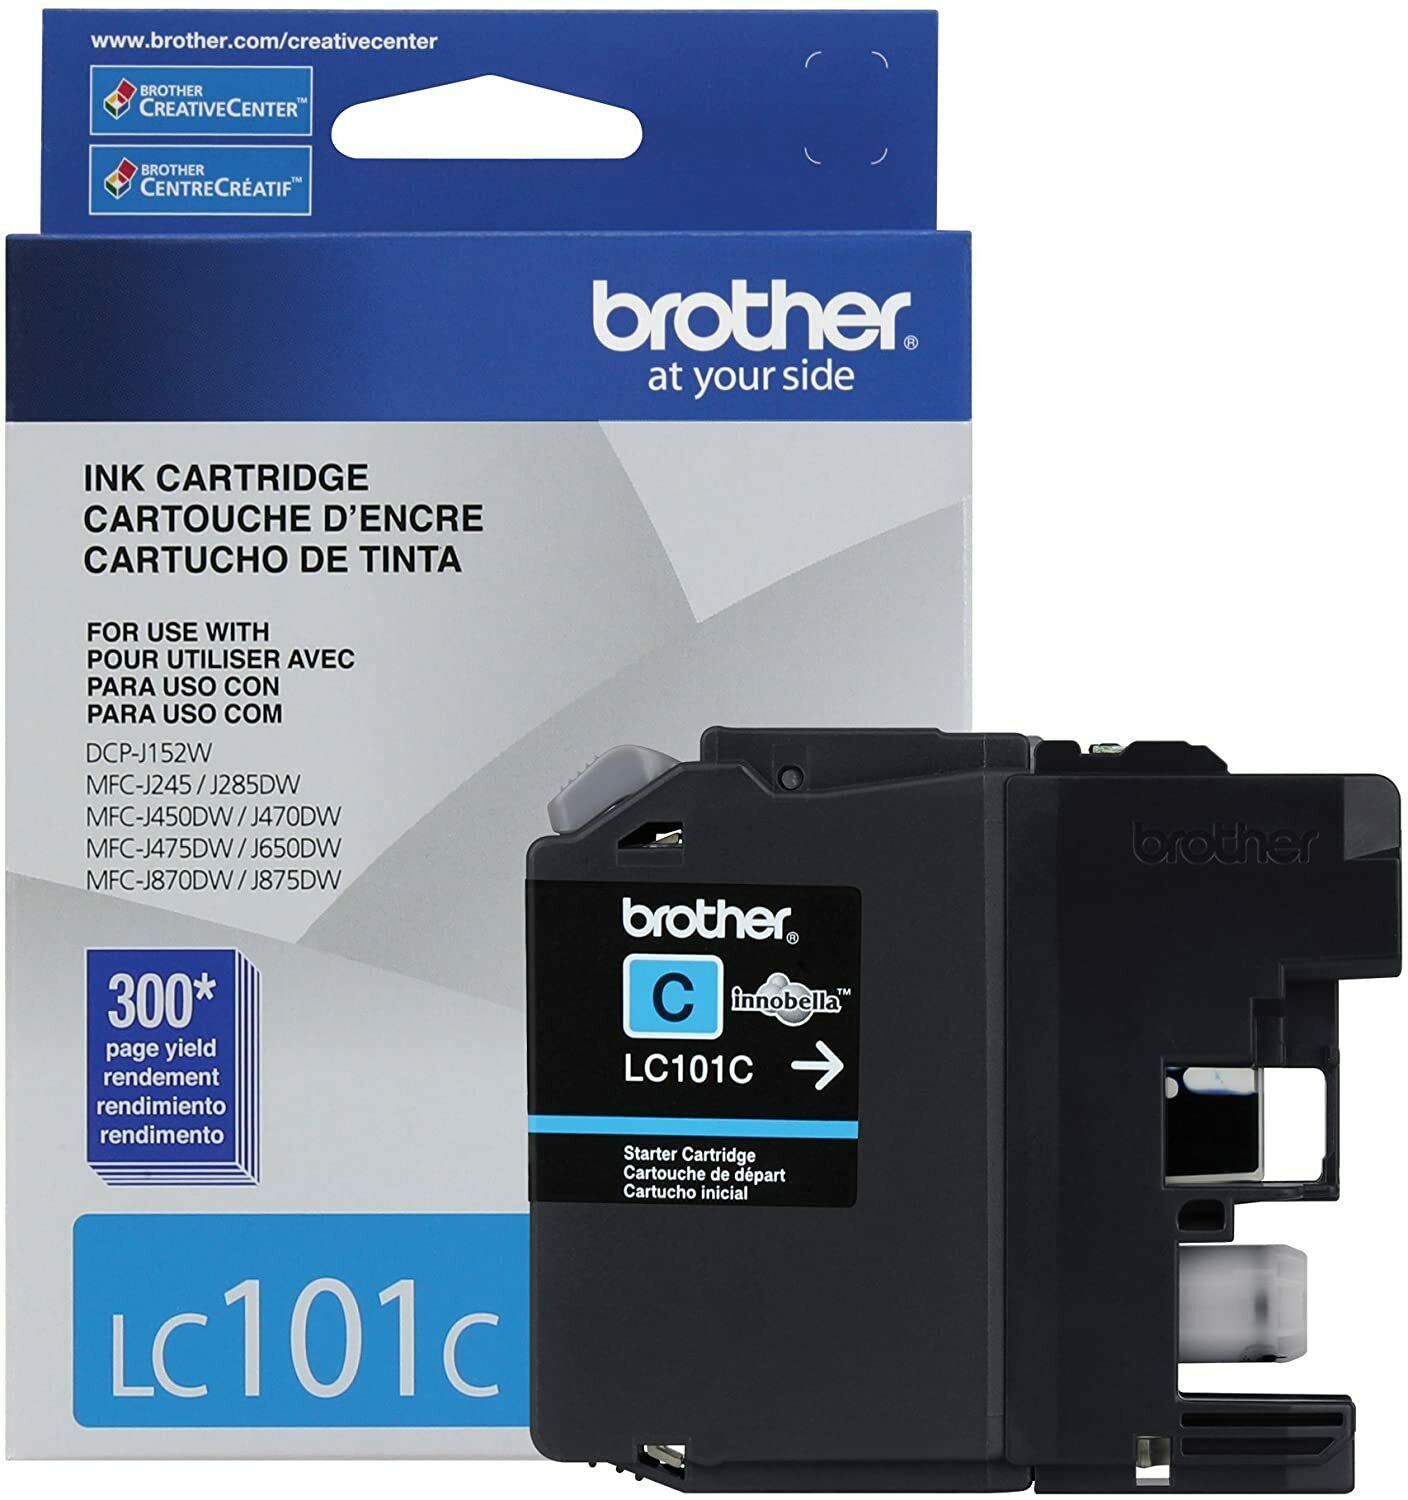 www.brother.com/creativecenter
BROTHER
CREATIVECENTER™
BROTHER
CENTRECRÉATIF™
brother®
at your side
INK CARTRIDGE
CARTOUCHE D'ENCRE
CARTUCHO DE TINTA
FOR USE WITH
POUR UTILISER AVEC
PARA USO CON
PARA USO COM
DCP-J152W
MFC-J245 / J285DW
MFC-J450DW / J470DW
MFC-J475DW / J650DW
MFC-J870DW / J875DW
300*
page yield
rendement
rendimiento
rendimento
LC101C
brother
brother®
C
innobella™
LC101C
Starter Cartridge
Cartouche de départ
Cartucho inicial